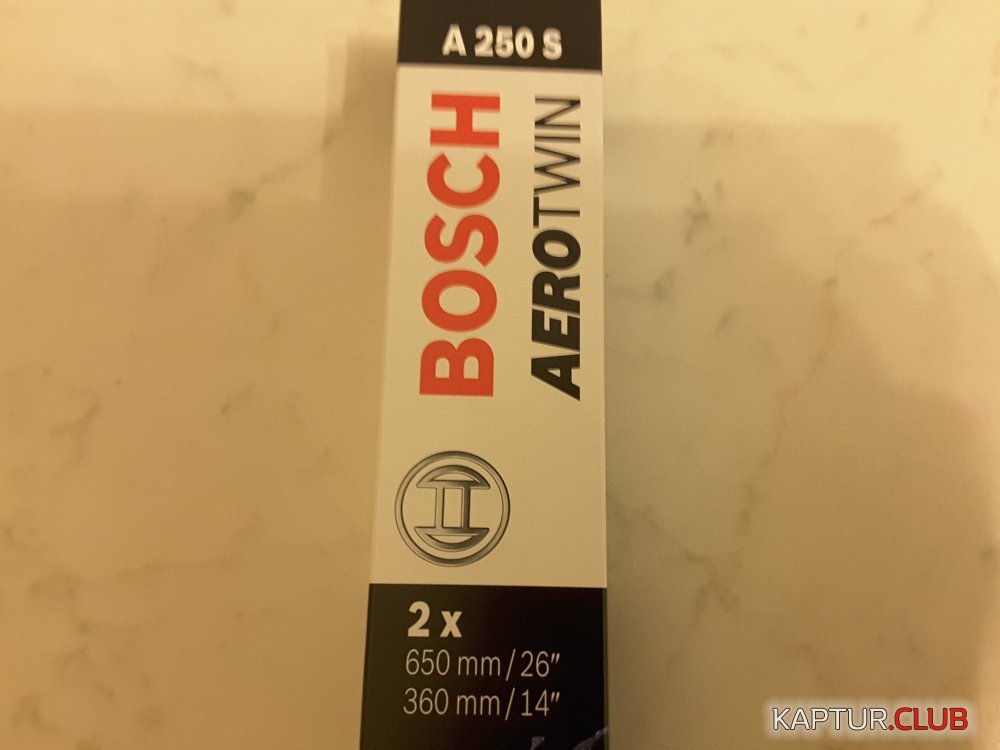 A 250 S
BOSCH
AEROTWIN
2 x
650 mm / 26"
360 mm / 14"
KAPTUR.CLUB